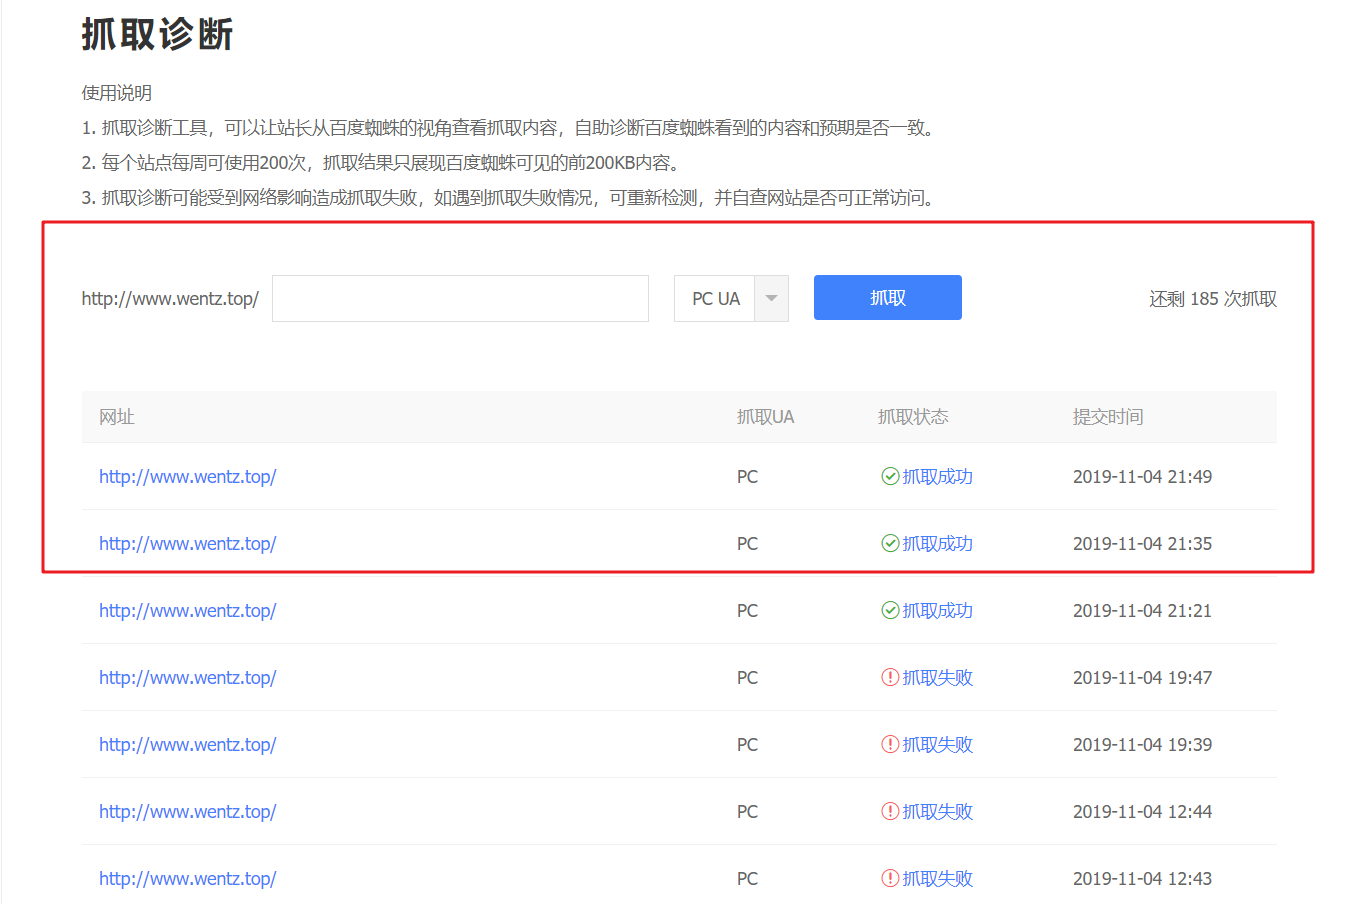 抓取诊断
使用说明
1. 抓取诊断工具，可以让站长从百度蜘蛛的视角查看抓取内容，自助诊断百度蜘蛛看到的内容和预期是否一致。
2. 每个站点每周可使用200次，抓取结果只展现百度蜘蛛可见的前200KB内容。
3. 抓取诊断可能受到网络影响造成抓取失败，如遇到抓取失败情况，可重新检测，并自查网站是否可正常访问。
http://www.wentz.top/ PC UA 抓取 还剩 185 次抓取
网址 抓取UA 抓取状态 提交时间
http://www.wentz.top/ PC 抓取成功 2019-11-04 21:49
http://www.wentz.top/ PC 抓取成功 2019-11-04 21:35
http://www.wentz.top/ PC 抓取成功 2019-11-04 21:21
http://www.wentz.top/ PC 抓取失败 2019-11-04 19:47
http://www.wentz.top/ PC 抓取失败 2019-11-04 19:39
http://www.wentz.top/ PC 抓取失败 2019-11-04 12:44
http://www.wentz.top/ PC 抓取失败 2019-11-04 12:43